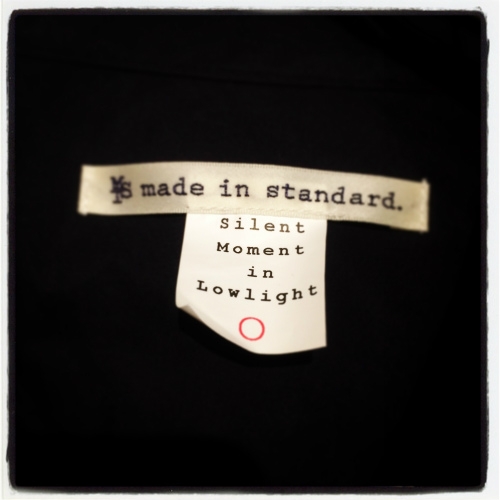 made in standard.
Silent
Moment
in
Lowlight
O